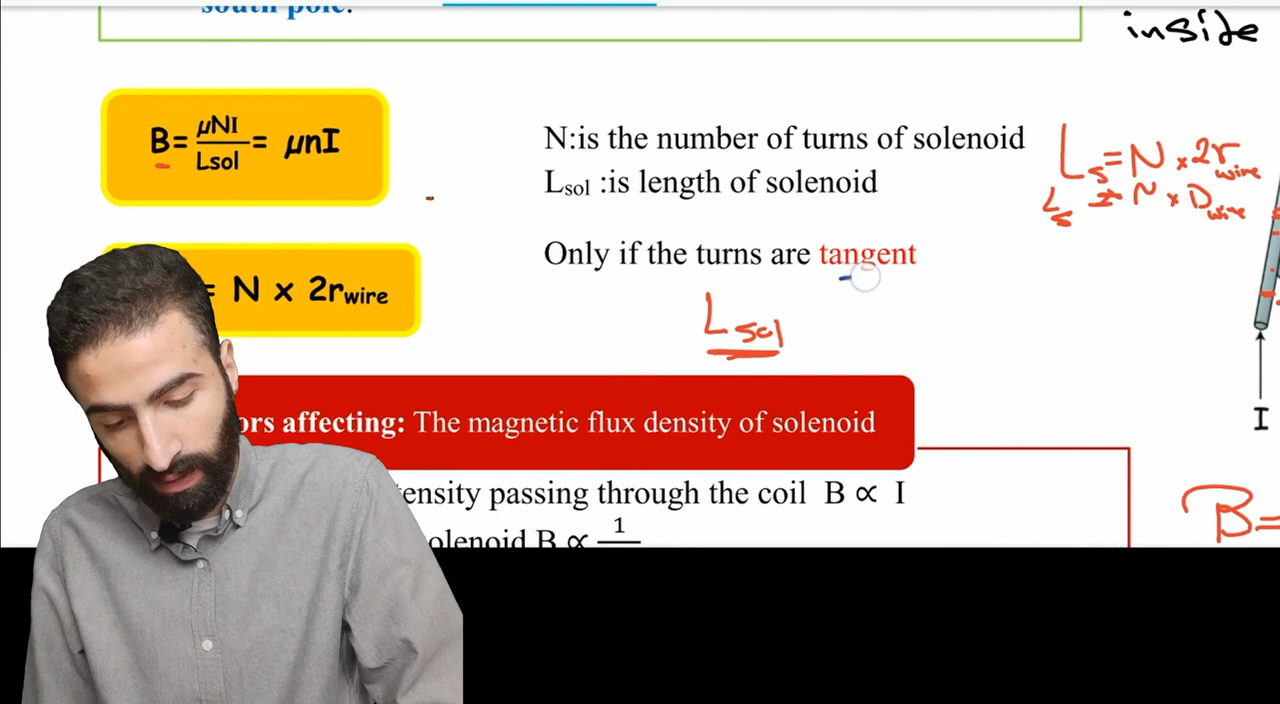 south pole.
inside
B= μNI/Lsol = μnI
N:is the number of turns of solenoid
Lsol :is length of solenoid
Ls = N × 2rwire
Ls = N × Dwire
Only if the turns are tangent
= N x 2rwire
Lsol
ors affecting: The magnetic flux density of solenoid
I
tensity passing through the coil B ∝ I
B=
olenoid B ∝ 1